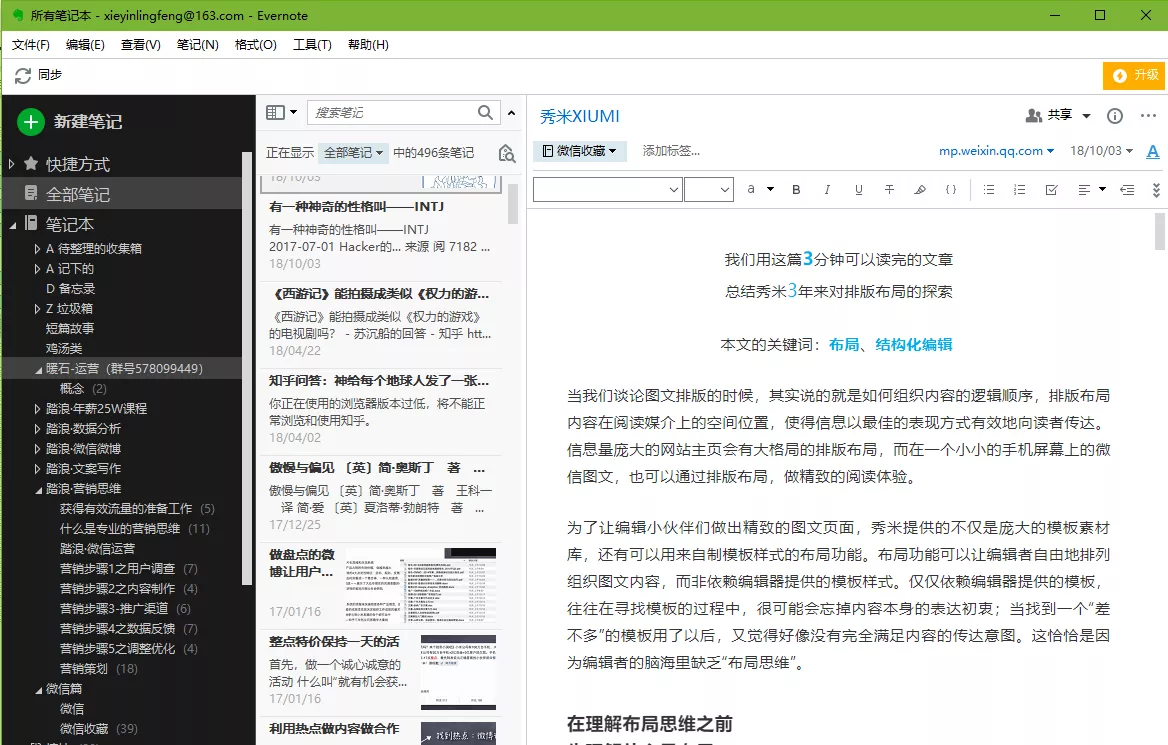 所有笔记本 - xieyinlingfeng@163.com - Evernote
文件(F) 编辑(E) 查看(V) 笔记(N) 格式(O) 工具(T) 帮助(H)
同步
升级
新建笔记
快捷方式
全部笔记
笔记本
A 待整理的收集箱
A 记下的
D 备忘录
Z 垃圾箱
短篇故事
鸡汤类
暖石-运营（群号578099449）
概念 (2)
踏浪·年薪25W课程
踏浪·数据分析
踏浪·微信微博
踏浪·文案写作
踏浪·营销思维
获得有效流量的准备工作 (5)
什么是专业的营销思维 (11)
踏浪·微信运营
营销步骤1之用户调查 (7)
营销步骤2之内容制作 (4)
营销步骤3-推广渠道 (6)
营销步骤4之数据反馈 (7)
营销步骤5之调整优化 (4)
营销策划 (18)
微信篇
微信
微信收藏 (39)
搜索笔记
正在显示 全部笔记 中的496条笔记
18/10/03
有一种神奇的性格叫——INTJ
有一种神奇的性格叫——INTJ
2017-07-01 Hacker的... 来源 阅 7182 ...
18/10/03
《西游记》能拍摄成类似《权力的游...
《西游记》能拍摄成类似《权力的游戏》
的电视剧吗？ - 苏沉船的回答 - 知乎 htt...
18/04/22
知乎问答：神给每个地球人发了一张...
你正在使用的浏览器版本过低，将不能正
常浏览和使用知乎。
18/04/02
傲慢与偏见 〔英〕简·奥斯丁 著 ...
傲慢与偏见 〔英〕简·奥斯丁 著 王科一
译 简·爱 〔英〕夏洛蒂·勃朗特 著 ...
17/12/25
做盘点的微
博让用户...
17/01/16
整点特价保持一天的活
首先，做一个诚心诚意的
活动 什么叫“就有机会获...
17/01/16
利用热点做内容做合作
找到热点：微博
秀米XIUMI
共享
微信收藏 添加标签...
mp.weixin.qq.com 18/10/03
我们用这篇3分钟可以读完的文章
总结秀米3年来对排版布局的探索
本文的关键词：布局、结构化编辑
当我们谈论图文排版的时候，其实说的就是如何组织内容的逻辑顺序，排版布局
内容在阅读媒介上的空间位置，使得信息以最佳的表现方式有效地向读者传达。
信息量庞大的网站主页会有大格局的排版布局，而在一个小小的手机屏幕上的微
信图文，也可以通过排版布局，做精致的阅读体验。
为了让编辑小伙伴们做出精致的图文页面，秀米提供的不仅是庞大的模板素材
库，还有可以用来自制模板样式的布局功能。布局功能可以让编辑者自由地排列
组织图文内容，而非依赖编辑器提供的模板样式。仅仅依赖编辑器提供的模板，
往往在寻找模板的过程中，很可能会忘掉内容本身的表达初衷；当找到一个“差
不多”的模板用了以后，又觉得好像没有完全满足内容的传达意图。这恰恰是因
为编辑者的脑海里缺乏“布局思维”。
在理解布局思维之前